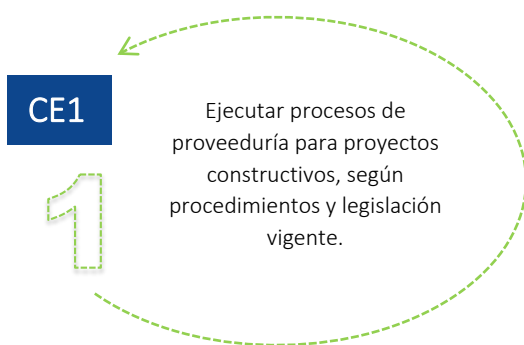 CE1
1
Ejecutar procesos de
proveeduría para proyectos
constructivos, según
procedimientos y legislación
vigente.